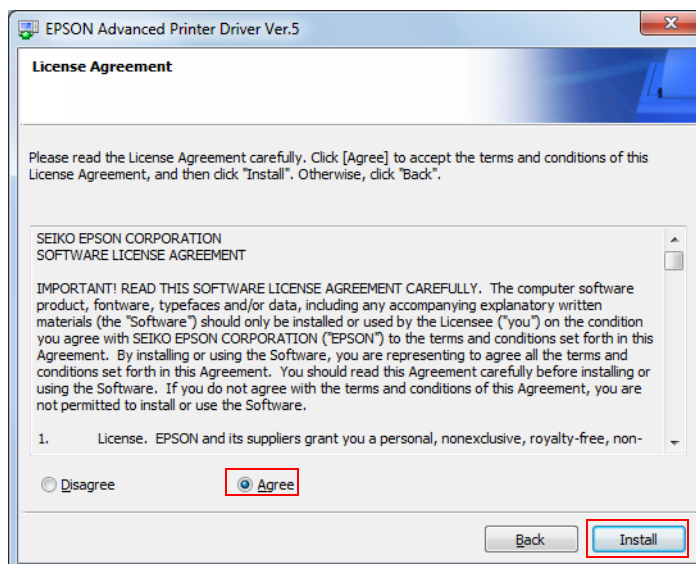 EPSON Advanced Printer Driver Ver.5
License Agreement
Please read the License Agreement carefully. Click [Agree] to accept the terms and conditions of this
License Agreement, and then click "Install". Otherwise, click "Back".
SEIKO EPSON CORPORATION
SOFTWARE LICENSE AGREEMENT
IMPORTANT! READ THIS SOFTWARE LICENSE AGREEMENT CAREFULLY. The computer software
product, fontware, typefaces and/or data, including any accompanying explanatory written
materials (the "Software") should only be installed or used by the Licensee ("you") on the condition
you agree with SEIKO EPSON CORPORATION ("EPSON") to the terms and conditions set forth in this
Agreement. By installing or using the Software, you are representing to agree all the terms and
conditions set forth in this Agreement. You should read this Agreement carefully before installing or
using the Software. If you do not agree with the terms and conditions of this Agreement, you are
not permitted to install or use the Software.
1. License. EPSON and its suppliers grant you a personal, nonexclusive, royalty-free, non-
Disagree Agree
Back Install